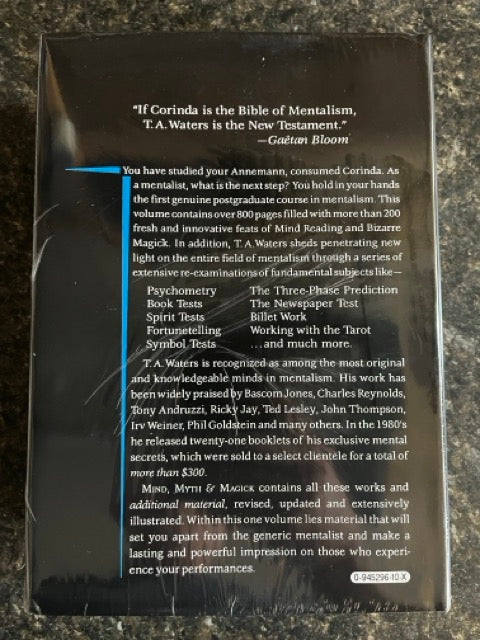 "If Corinda is the Bible of Mentalism,
T. A. Waters is the New Testament."
—Gaëtan Bloom
You have studied your Annemann, consumed Corinda. As
a mentalist, what is the next step? You hold in your hands
the first genuine postgraduate course in mentalism. This
volume contains over 800 pages filled with more than 200
fresh and innovative feats of Mind Reading and Bizarre
Magick. In addition, T. A. Waters sheds penetrating new
light on the entire field of mentalism through a series of
extensive re-examinations of fundamental subjects like—
Psychometry The Three-Phase Prediction
Book Tests The Newspaper Test
Spirit Tests Billet Work
Fortunetelling Working with the Tarot
Symbol Tests ...and much more.
T. A. Waters is recognized as among the most original
and knowledgeable minds in mentalism. His work has
been widely praised by Bascom Jones, Charles Reynolds,
Tony Andruzzi, Ricky Jay, Ted Lesley, John Thompson,
Irv Weiner, Phil Goldstein and many others. In the 1980's
he released twenty-one booklets of his exclusive mental
secrets, which were sold to a select clientele for a total of
more than $300.
MIND, MYTH & MAGICK contains all these works and
additional material, revised, updated and extensively
illustrated. Within this one volume lies material that will
set you apart from the generic mentalist and make a
lasting and powerful impression on those who experi-
ence your performances.
0-945296-10-X